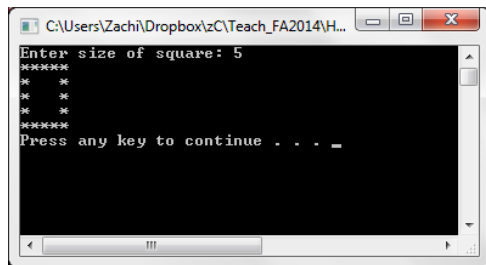 C:\Users\Zachi\Dropbox\zC\Teach_FA2014\H...
Enter size of square: 5
*****
*   *
*   *
*   *
*****
Press any key to continue . . . _